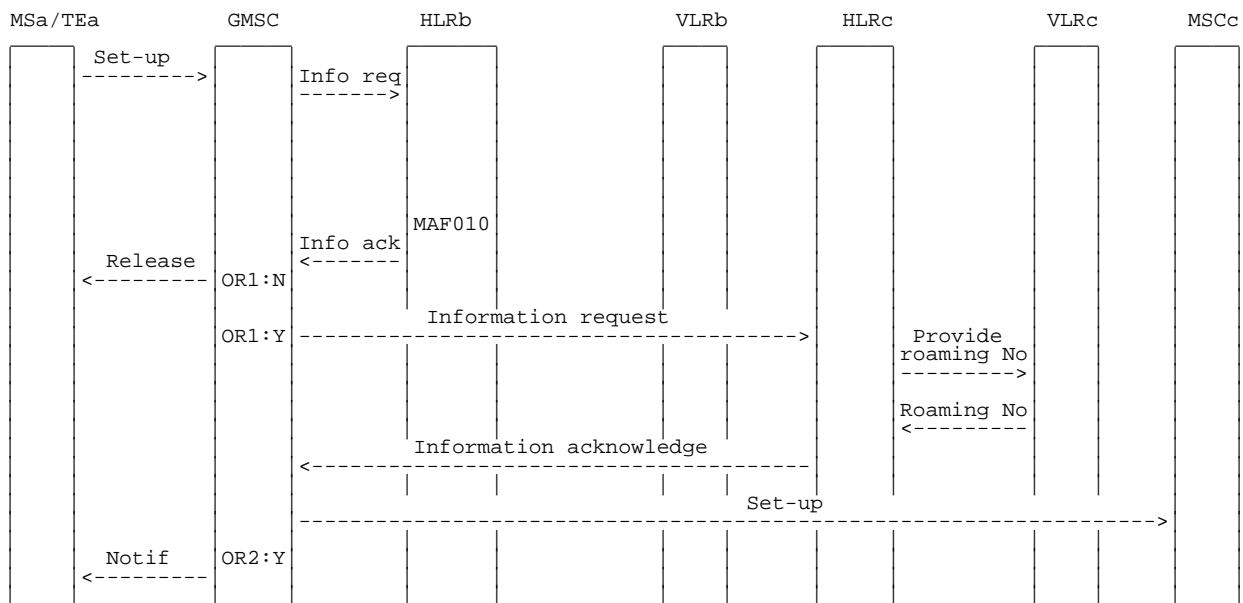 MSa/TEa GMSC HLRb VLRb HLRc VLRc MSCc
Set-up
Info req
MAF010
Info ack
Release
OR1:N
Information request
OR1:Y
Provide
roaming No
Roaming No
Information acknowledge
Set-up
Notif OR2:Y